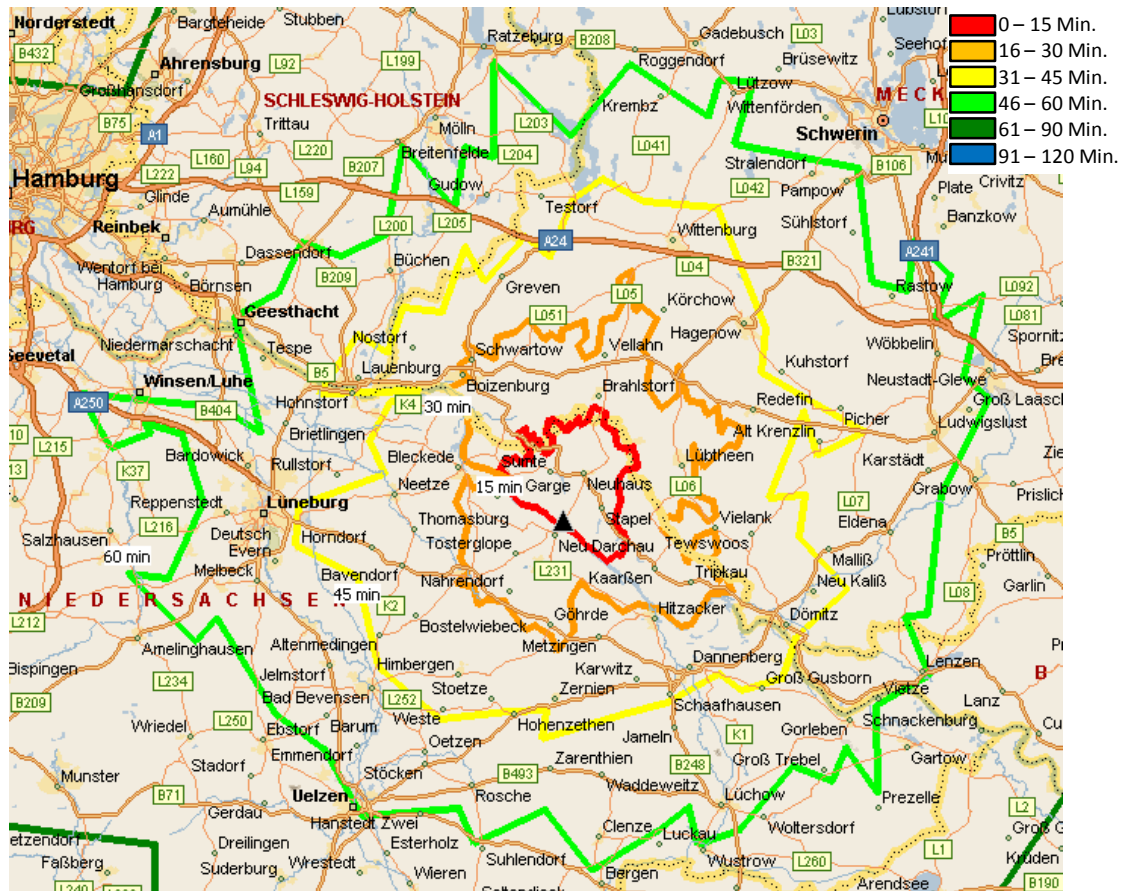 Norderstedt
Bargteheide
Stubben
Ratzeburg
B208
Gadebusch
L03
Lübstorf
0 – 15 Min.
16 – 30 Min.
31 – 45 Min.
46 – 60 Min.
61 – 90 Min.
91 – 120 Min.
B432
Ahrensburg
L92
L199
Roggendorf
Brüsewitz
Seehof
Großhansdorf
SCHLESWIG-HOLSTEIN
Krembz
Lützow
Wittenförden
MECK
B75
A1
Trittau
Mölln
L203
Schwerin
L220
B207
Breitenfelde
L204
L041
Stralendorf
B106
L160
L94
L222
Hamburg
Glinde
L159
Gudow
L042
Pampow
Plate
Crivitz
Aumühle
L205
Testorf
Sühlstorf
Banzkow
RG
Reinbek
L200
A24
Wittenburg
A241
Dassendorf
B321
Wentorf bei
Hamburg
Börnsen
B209
Büchen
L04
Greven
L05
Körchow
Rastow
L092
Geesthacht
L051
Hagenow
L081
Niedermarschacht
Nostorf
Wöbbelin
Spornitz
Seevetal
Tespe
Schwartow
Vellahn
Kuhstorf
B5
Lauenburg
Winsen/Luhe
Boizenburg
Brahlstorf
Neustadt-Glewe
A250
B404
Hohnstorf
K4
30 min
Redefin
Picher
Groß Laasch
L215
Brietlingen
Alt Krenzlin
Ludwigslust
K37
Bardowick
Rullstorf
Bleckede
Sumte
Lübtheen
Karstädt
Reppenstedt
Neetze
15 min
Garge
Neuhaus
L06
Grabow
Prislich
Lüneburg
L07
L216
Thomasburg
Stapel
Vielank
Eldena
B5
Salzhausen
Deutsch
Evern
Horndorf
Tosterglope
Neu Darchau
Tewswoos
Pröttlin
60 min
Melbeck
Bavendorf
L231
Malliß
Garlin
NIEDERSACHSEN
45 min
Nahrendorf
Kaarßen
Tripkau
Neu Kaliß
L08
L212
K2
Göhrde
Hitzacker
Dömitz
Altenmedingen
Bostelwiebeck
Amelinghausen
Metzingen
Bispingen
Himbergen
Karwitz
Dannenberg
Lenzen
B
L234
Jelmstorf
Stoetze
Zernien
Groß Gusborn
B209
Bad Bevensen
L252
Vietze
Lanz
Wriedel
L250
Barum
Weste
Schaafhausen
Ebstorf
Hohenzethen
Gorleben
Schnackenburg
Emmendorf
Oetzen
Jameln
K1
Stadorf
Stöcken
Zarenthien
B248
Groß Trebel
Gartow
Munster
B493
Waddeweitz
B71
Uelzen
Rosche
Lüchow
Prezelle
L2
Gerdau
Hanstedt Zwei
Clenze
Woltersdorf
Dreilingen
Esterholz
Luckau
L1
Faßberg
Suderburg
Wrestedt
Suhlendorf
Wustrow
L260
Krüden
L240
Wieren
Bergen
Arendsee
B190